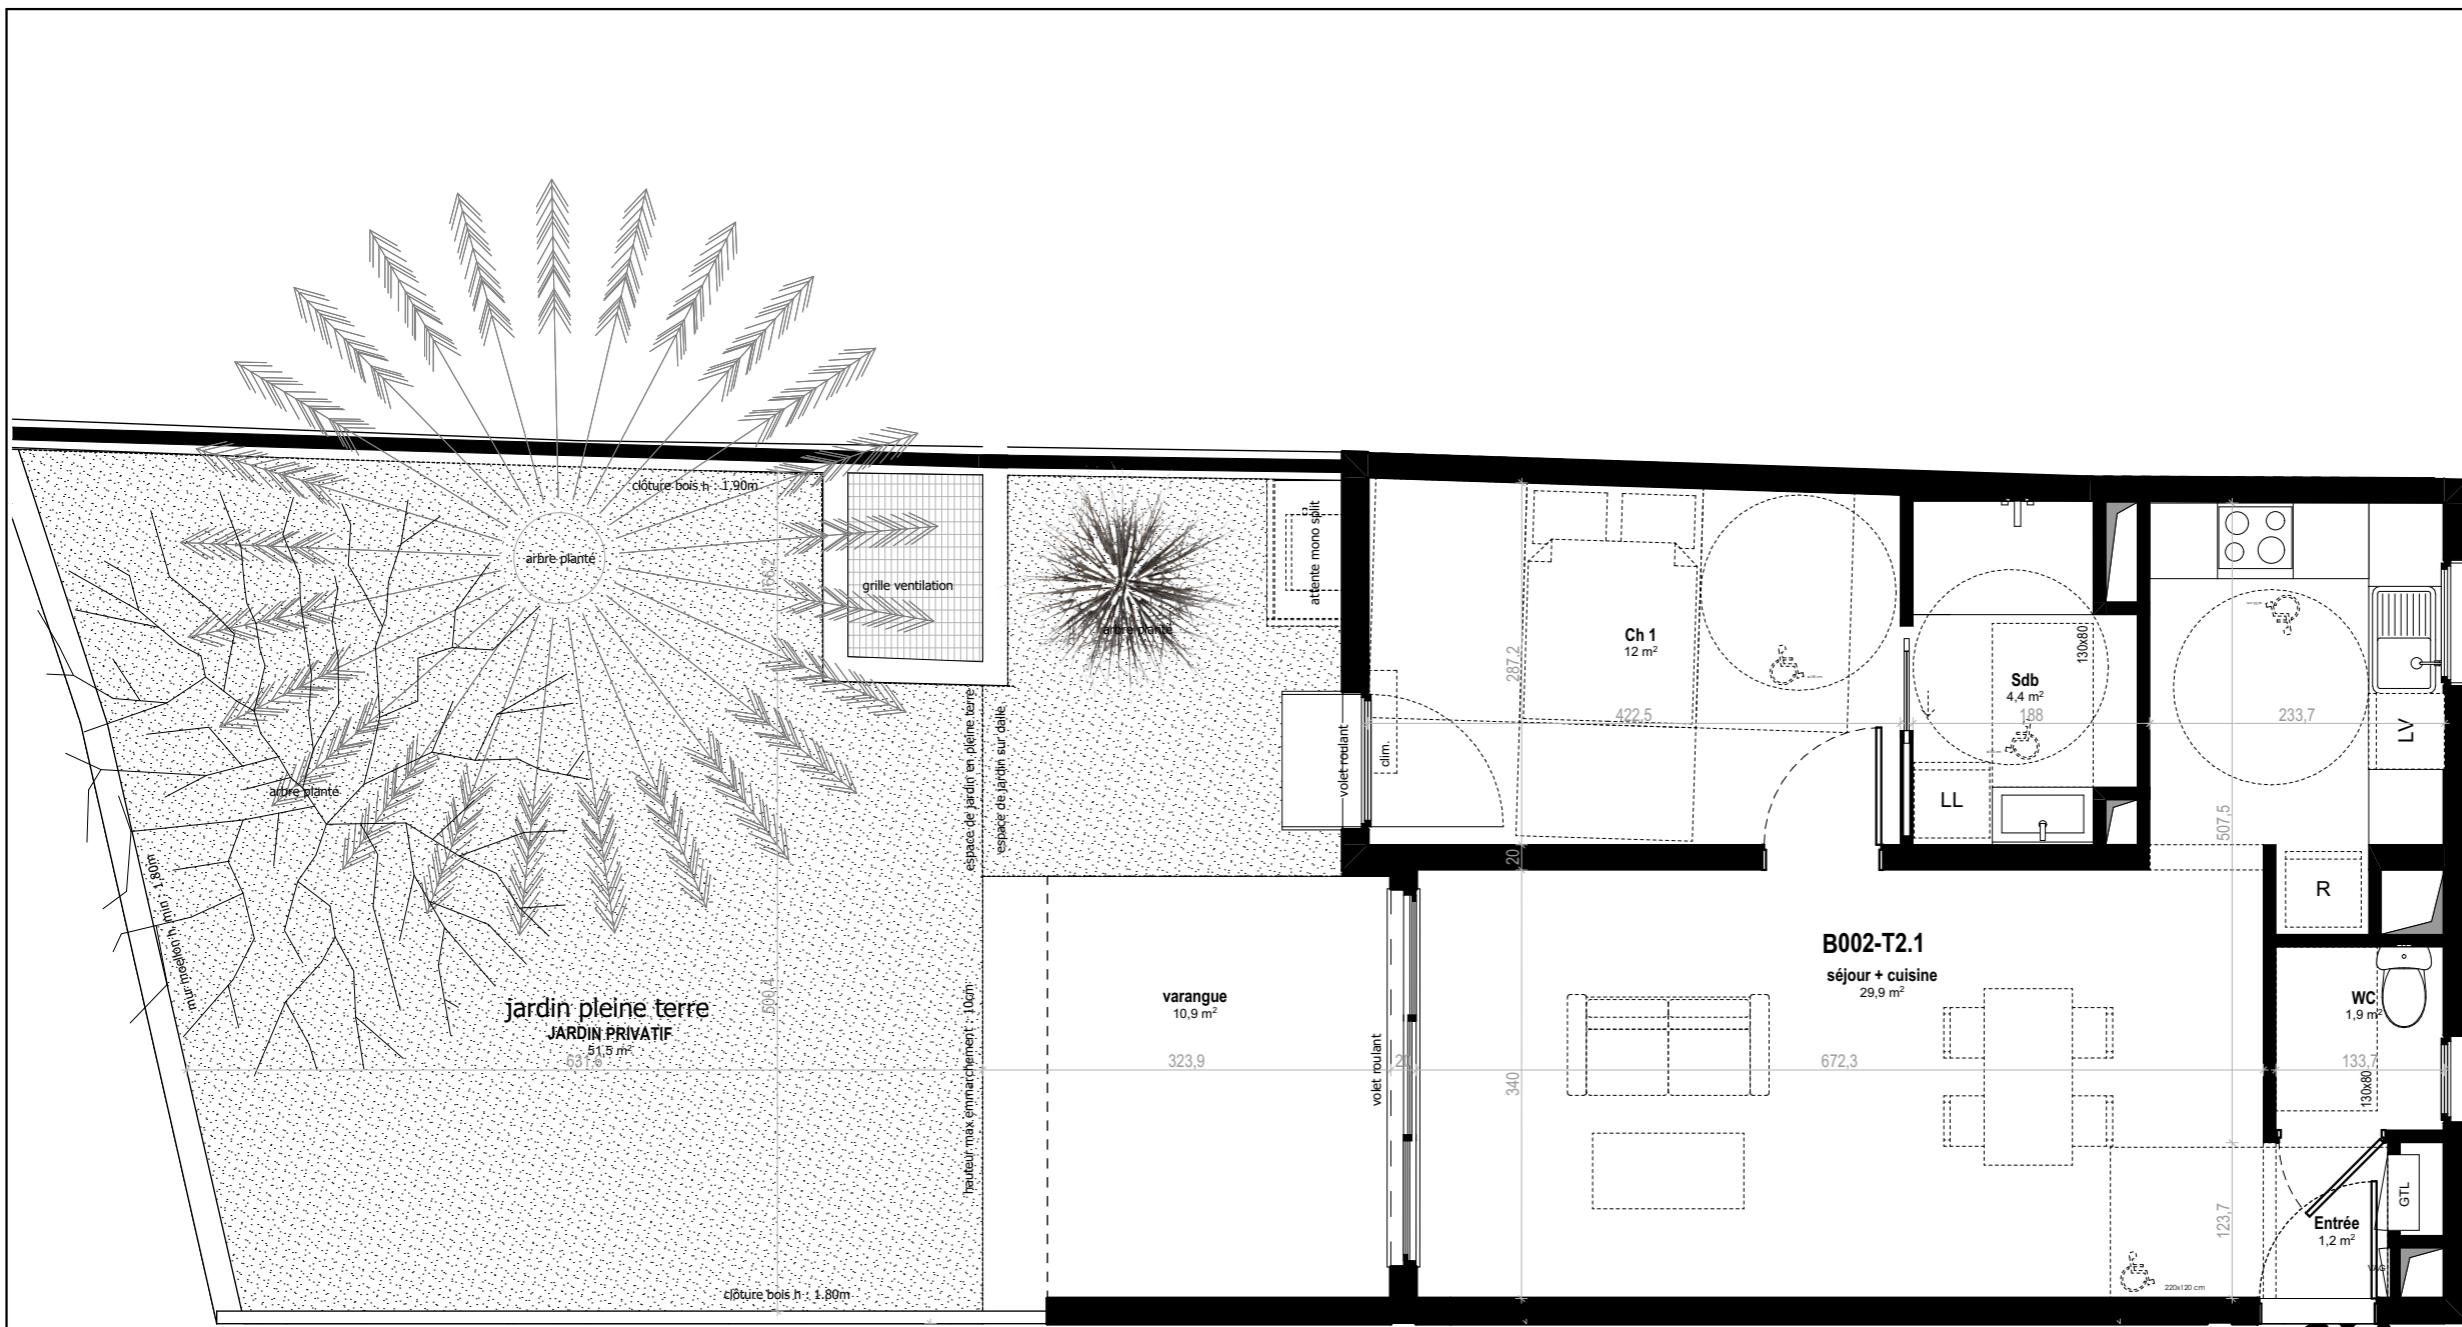 clôture bois h : 1.90m
arbre planté
grille ventilation
66,2
arbre planté
attente mono split
espace de jardin en pleine terre
espace de jardin sur dalle
volet roulant
clim.
Ch 1
12 m²
287,2
422,5
20
Sdb
4,4 m²
188
130x80
LL
233,7
LV
507,5
R
arbre planté
mur moellon h. min : 1.80m
jardin pleine terre
JARDIN PRIVATIF
51,5 m²
631,6
500,4
hauteur max emmarchement : 10cm
varangue
10,9 m²
323,9
volet roulant
B002-T2.1
séjour + cuisine
29,9 m²
672,3
340
WC
1,9 m²
133,7
130x80
GTL
Entrée
1,2 m²
123,7
220x120 cm
clôture bois h : 1.80m